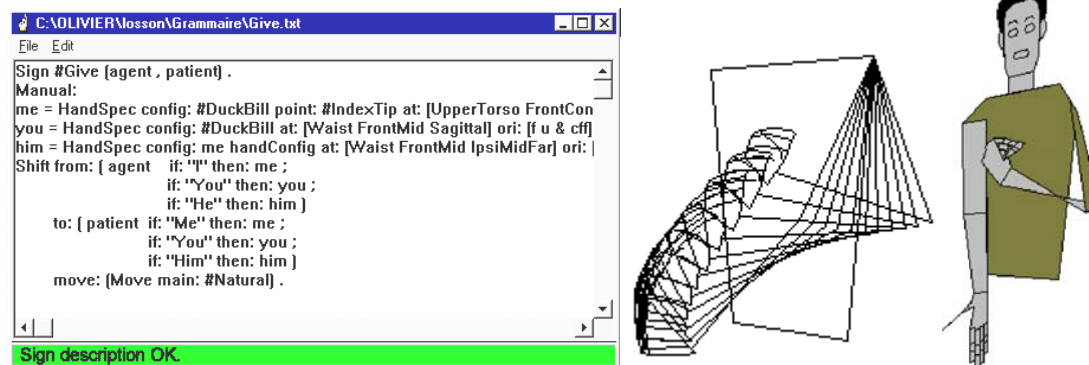 C:\OLIVIER\losson\Grammaire\Give.txt
File Edit
Sign #Give (agent , patient) .
Manual:
me = HandSpec config: #DuckBill point: #IndexTip at: [UpperTorso FrontCon
you = HandSpec config: #DuckBill at: [Waist FrontMid Sagittal] ori: [f u & cff]
him = HandSpec config: me handConfig at: [Waist FrontMid IpsiMidFar] ori: [
Shift from: ( agent if: "I" then: me ;
if: "You" then: you ;
if: "He" then: him )
to: ( patient if: "Me" then: me ;
if: "You" then: you ;
if: "Him" then: him )
move: (Move main: #Natural) .
Sign description OK.